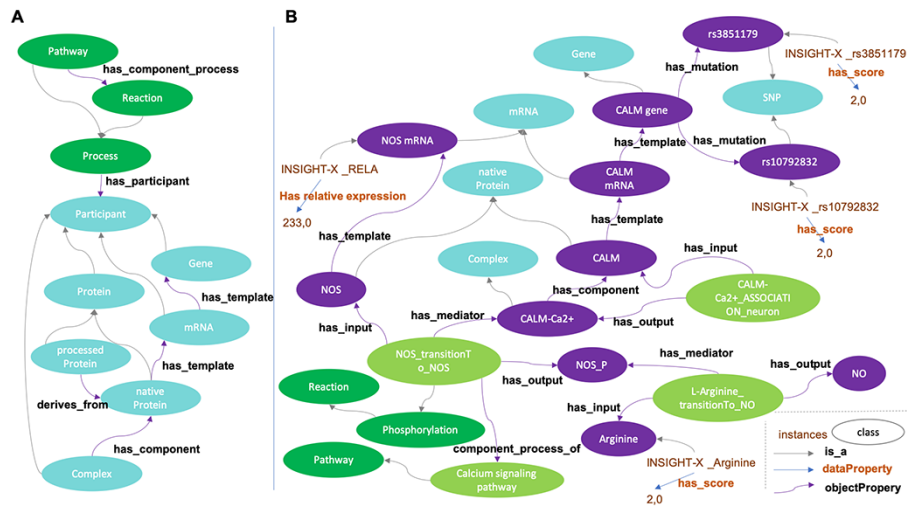 A
Pathway
has_component_process
Reaction
Process
has_participant
Participant
Gene
Protein
has_template
mRNA
processed
Protein
has_template
derives_from
native
Protein
has_component
Complex
B
rs3851179
INSIGHT-X _rs3851179
has_score
2,0
Gene
has_mutation
SNP
mRNA
CALM gene
has_mutation
NOS mRNA
has_template
rs10792832
INSIGHT-X _RELA
native
Protein
CALM
mRNA
Has relative expression
INSIGHT-X _rs10792832
has_score
2,0
233,0
has_template
has_template
Complex
CALM
has_input
NOS
has_component
CALM-
Ca2+_ASSOCIATI
ON_neuron
has_mediator
CALM-Ca2+
has_output
has_input
NOS_transitionT
o_NOS
NOS_P
has_mediator
has_output
has_output
NO
Reaction
L-Arginine_
transitionTo_NO
has_input
Phosphorylation
Arginine
component_process_of
Pathway
Calcium signaling
pathway
INSIGHT-X _Arginine
has_score
2,0
instances
class
is_a
dataProperty
objectPropery